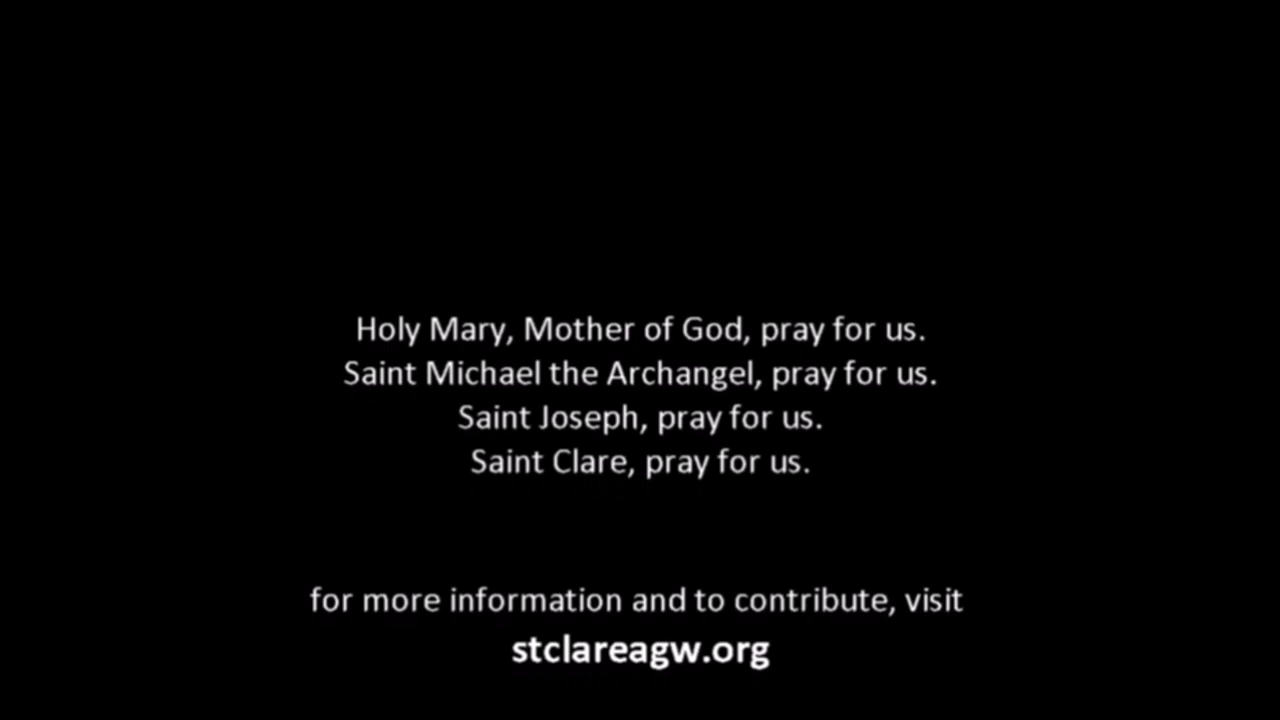 Holy Mary, Mother of God, pray for us.
Saint Michael the Archangel, pray for us.
Saint Joseph, pray for us.
Saint Clare, pray for us.
for more information and to contribute, visit
stclareagw.org